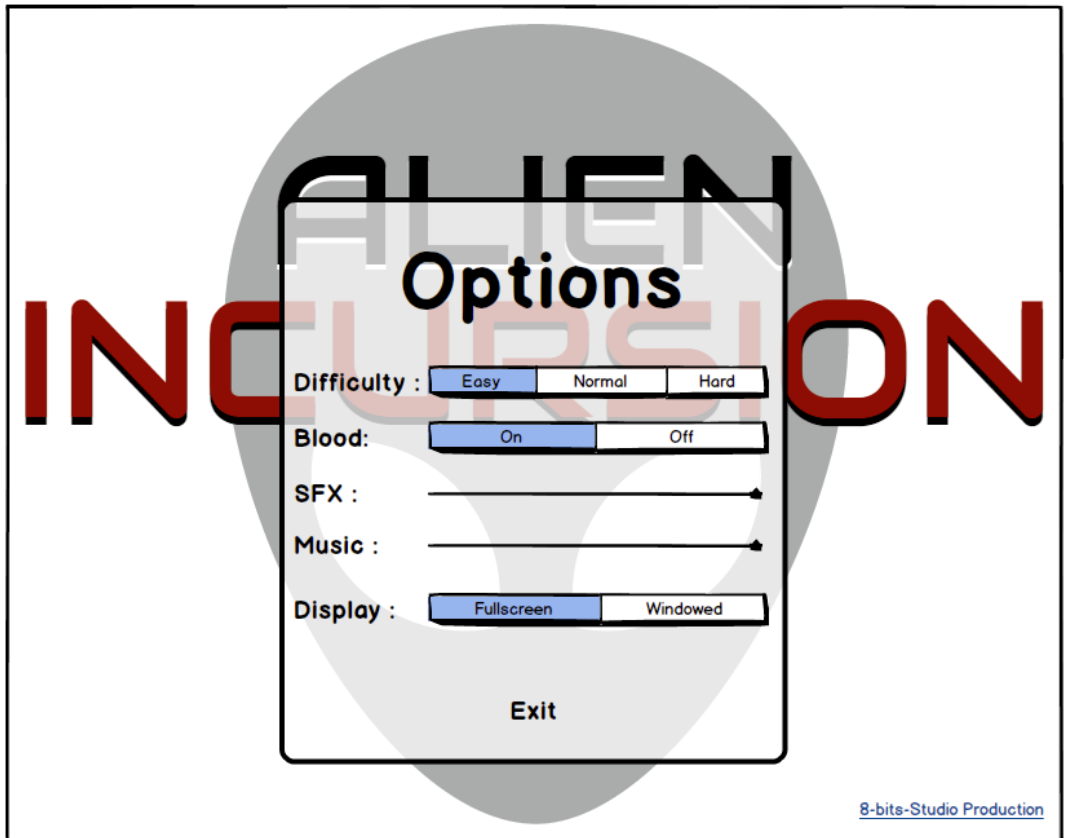 ALIEN
Options
INCURSION
Difficulty : Easy Normal Hard
Blood: On Off
SFX :
Music :
Display : Fullscreen Windowed
Exit
8-bits-Studio Production